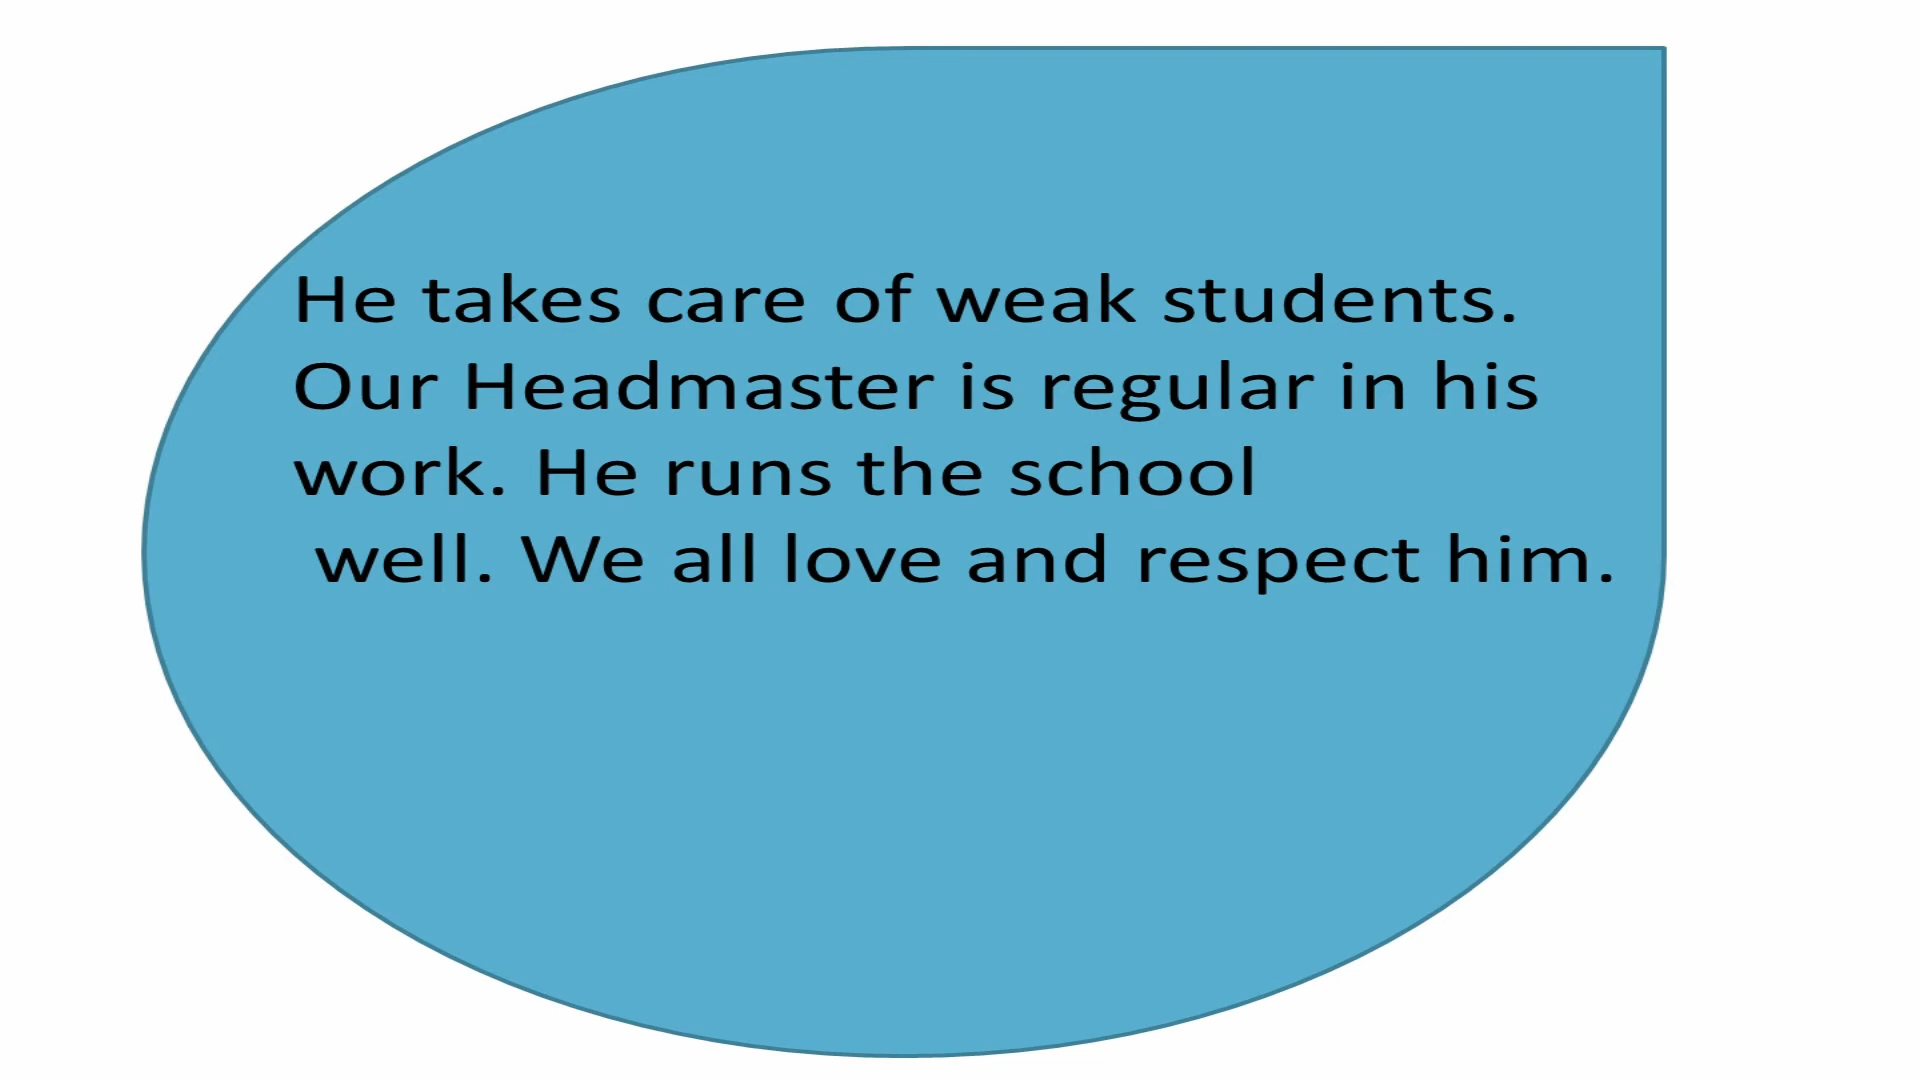 He takes care of weak students.
Our Headmaster is regular in his
work. He runs the school
well. We all love and respect him.